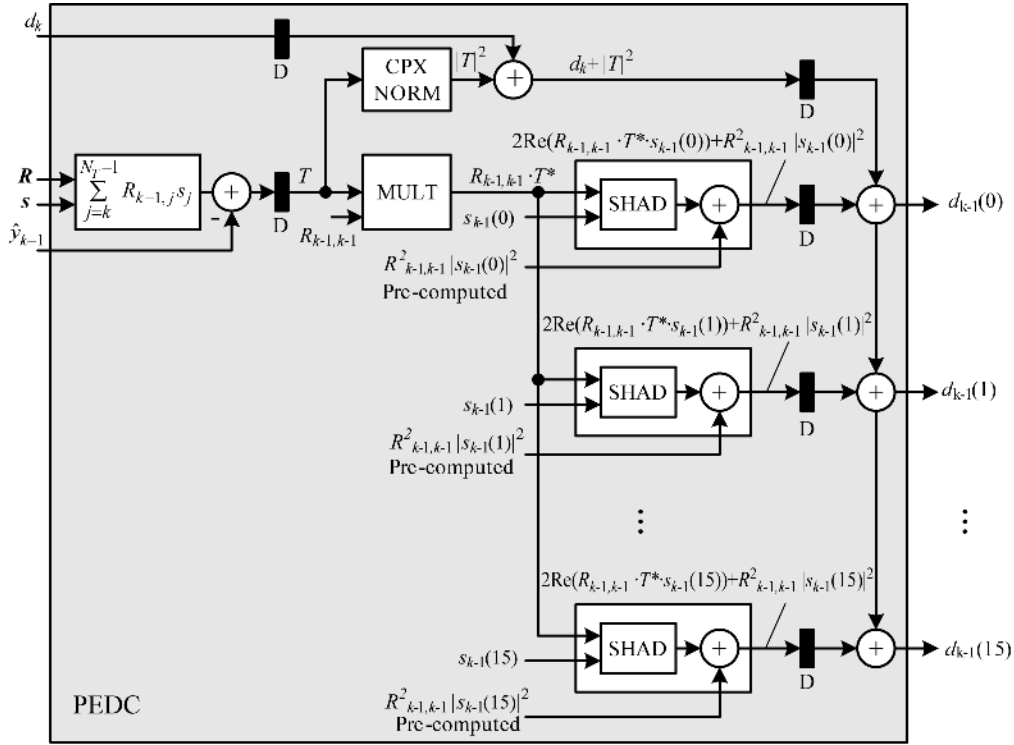 d_k
D
CPX
NORM
|T|^2
+
d_k+|T|^2
D
R
s
ŷ_{k-1}
\sum_{j=k}^{N_T-1} R_{k-1,j} s_j
+
-
D
T
MULT
R_{k-1,k-1}
R_{k-1,k-1}·T*
2Re(R_{k-1,k-1}·T*·s_{k-1}(0))+R^2_{k-1,k-1}|s_{k-1}(0)|^2
SHAD
+
D
+
d_{k-1}(0)
s_{k-1}(0)
R^2_{k-1,k-1}|s_{k-1}(0)|^2
Pre-computed
2Re(R_{k-1,k-1}·T*·s_{k-1}(1))+R^2_{k-1,k-1}|s_{k-1}(1)|^2
SHAD
+
D
+
d_{k-1}(1)
s_{k-1}(1)
R^2_{k-1,k-1}|s_{k-1}(1)|^2
Pre-computed
⋮
⋮
2Re(R_{k-1,k-1}·T*·s_{k-1}(15))+R^2_{k-1,k-1}|s_{k-1}(15)|^2
SHAD
+
D
+
d_{k-1}(15)
s_{k-1}(15)
R^2_{k-1,k-1}|s_{k-1}(15)|^2
Pre-computed
PEDC